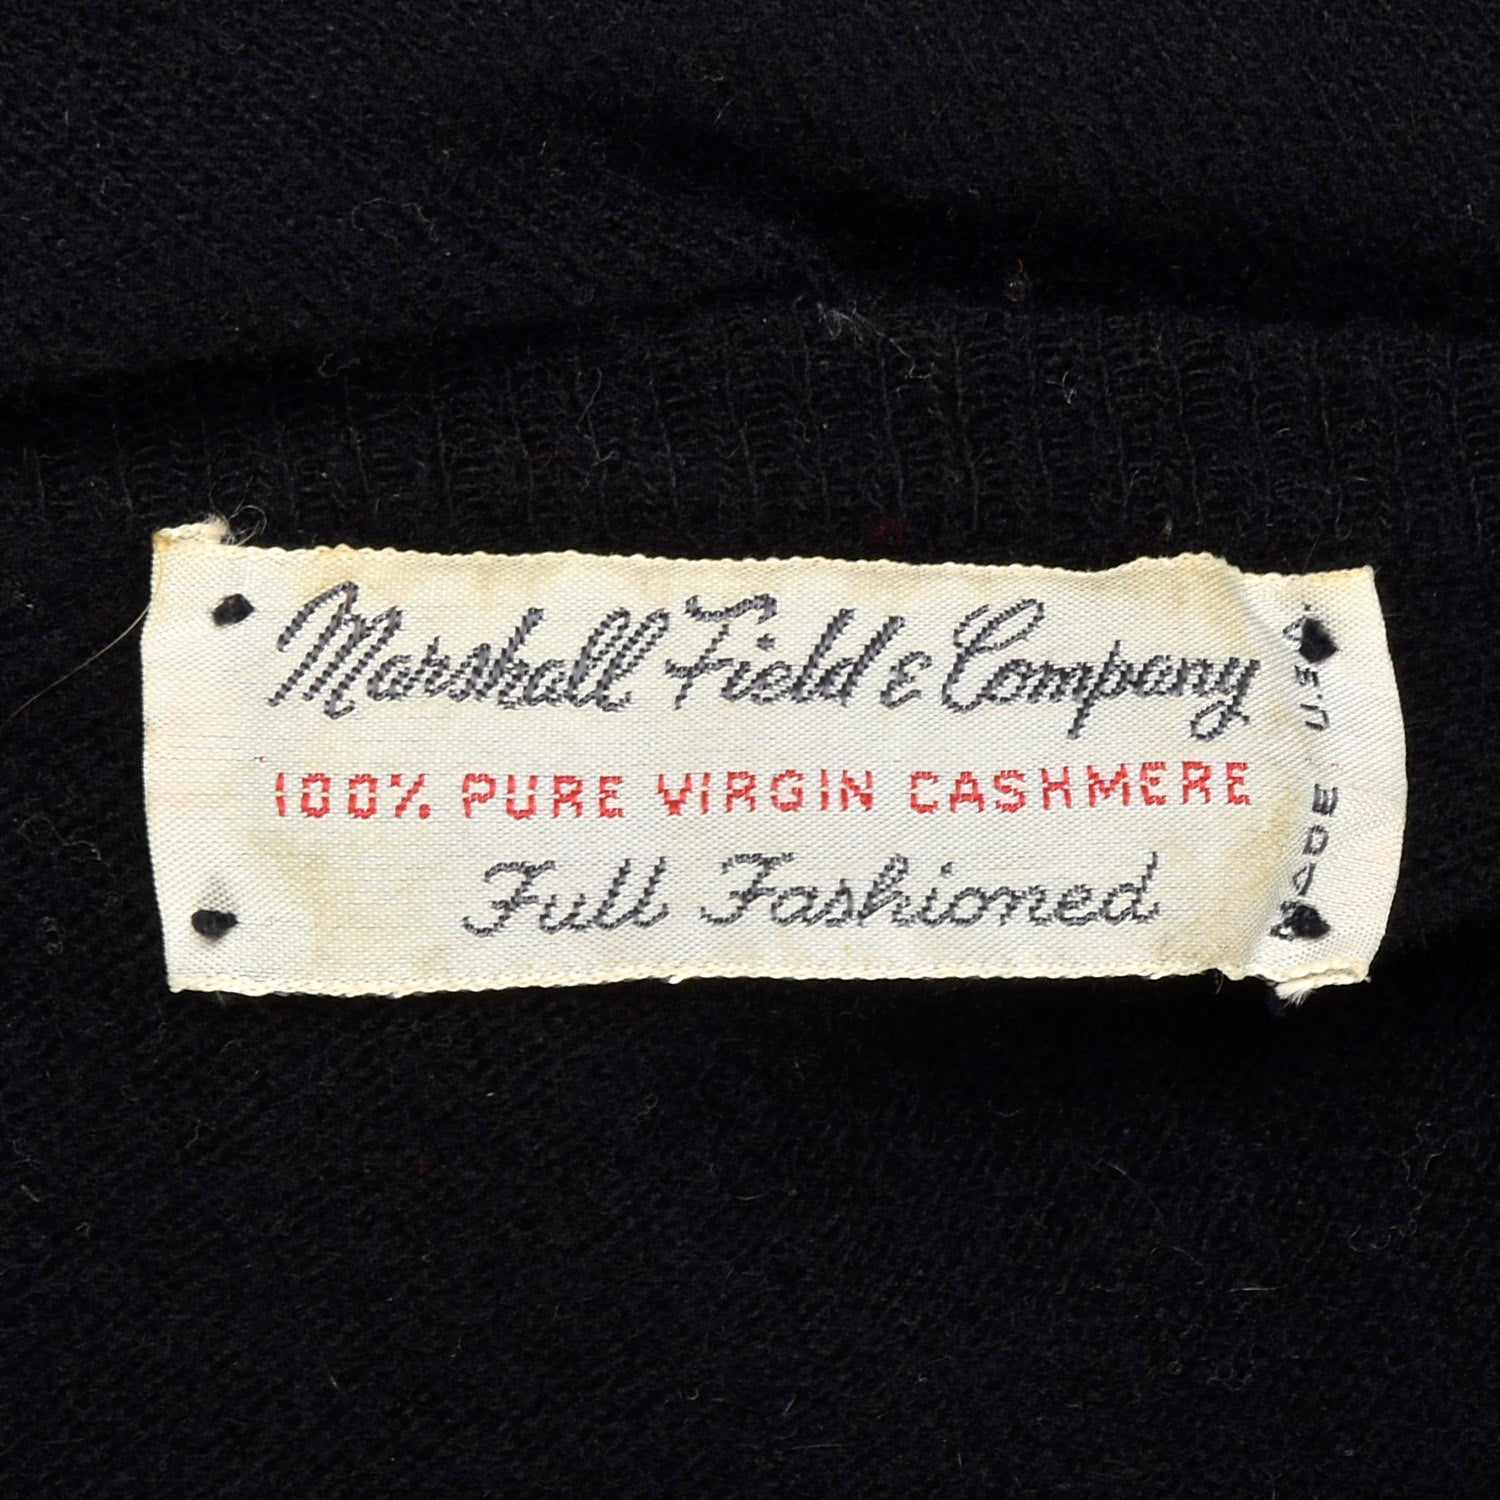 Marshall Field & Company
100% PURE VIRGIN CASHMERE
Full Fashioned
MADE U.S.A.